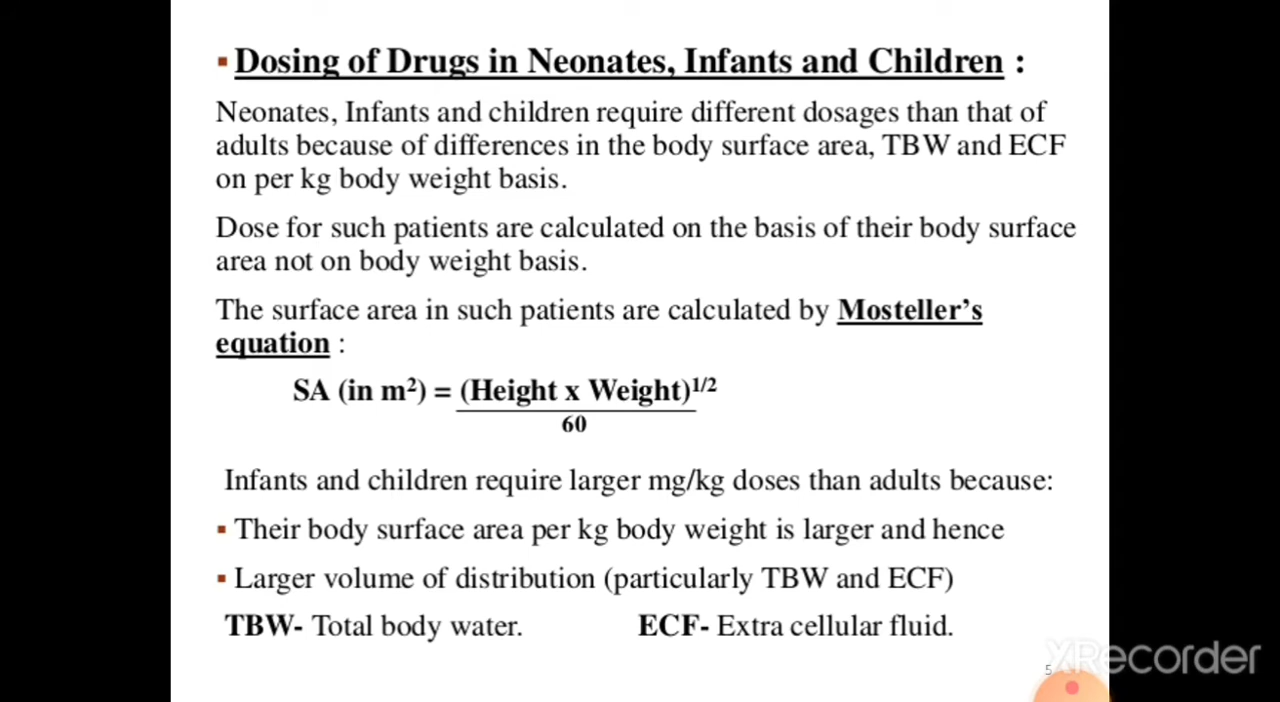 ▪ Dosing of Drugs in Neonates, Infants and Children :
Neonates, Infants and children require different dosages than that of
adults because of differences in the body surface area, TBW and ECF
on per kg body weight basis.
Dose for such patients are calculated on the basis of their body surface
area not on body weight basis.
The surface area in such patients are calculated by Mosteller’s
equation :
SA (in m²) = (Height x Weight)¹/²
60
Infants and children require larger mg/kg doses than adults because:
▪ Their body surface area per kg body weight is larger and hence
▪ Larger volume of distribution (particularly TBW and ECF)
TBW- Total body water. ECF- Extra cellular fluid.
XRecorder
5